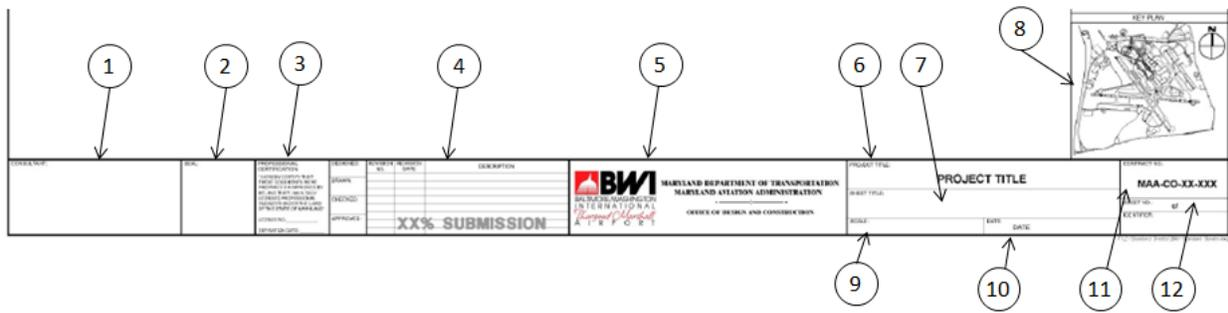 KEY PLAN
N
8
1
2
3
4
5
6
7
CONSULTANT:
SEAL:
PROFESSIONAL
CERTIFICATION:
DESIGNED:
DRAWN:
CHECKED:
APPROVED:
REVISION
NO.
REVISION
DATE
DESCRIPTION
XX% SUBMISSION
BWI
BALTIMORE/WASHINGTON
INTERNATIONAL
Thurgood Marshall
AIRPORT
MARYLAND DEPARTMENT OF TRANSPORTATION
MARYLAND AVIATION ADMINISTRATION
OFFICE OF DESIGN AND CONSTRUCTION
PROJECT TITLE:
PROJECT TITLE
SHEET TITLE:
SCALE:
DATE:
DATE
CONTRACT NO.
MAA-CO-XX-XXX
of
IDENTIFIER:
9
10
11
12